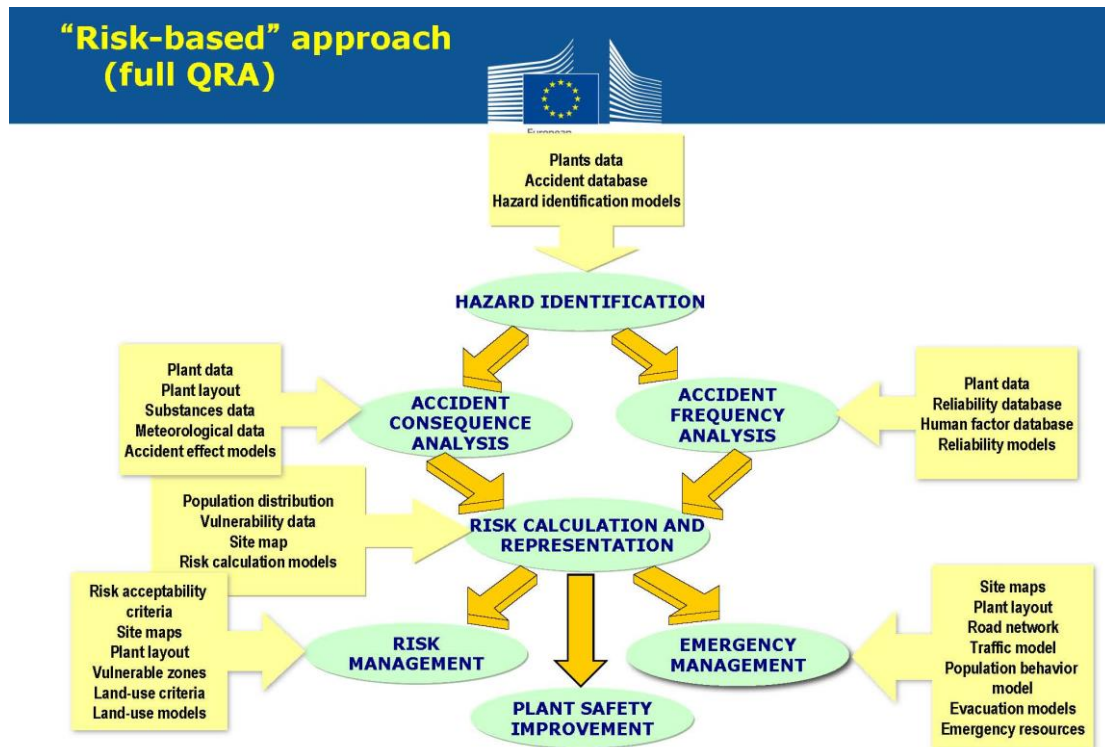 “Risk-based” approach
(full QRA)
European
Plants data
Accident database
Hazard identification models
HAZARD IDENTIFICATION
Plant data
Plant layout
Substances data
Meteorological data
Accident effect models
ACCIDENT
CONSEQUENCE
ANALYSIS
ACCIDENT
FREQUENCY
ANALYSIS
Plant data
Reliability database
Human factor database
Reliability models
Population distribution
Vulnerability data
Site map
Risk calculation models
RISK CALCULATION AND
REPRESENTATION
Risk acceptability
criteria
Site maps
Plant layout
Vulnerable zones
Land-use criteria
Land-use models
RISK
MANAGEMENT
EMERGENCY
MANAGEMENT
Site maps
Plant layout
Road network
Traffic model
Population behavior
model
Evacuation models
Emergency resources
PLANT SAFETY
IMPROVEMENT